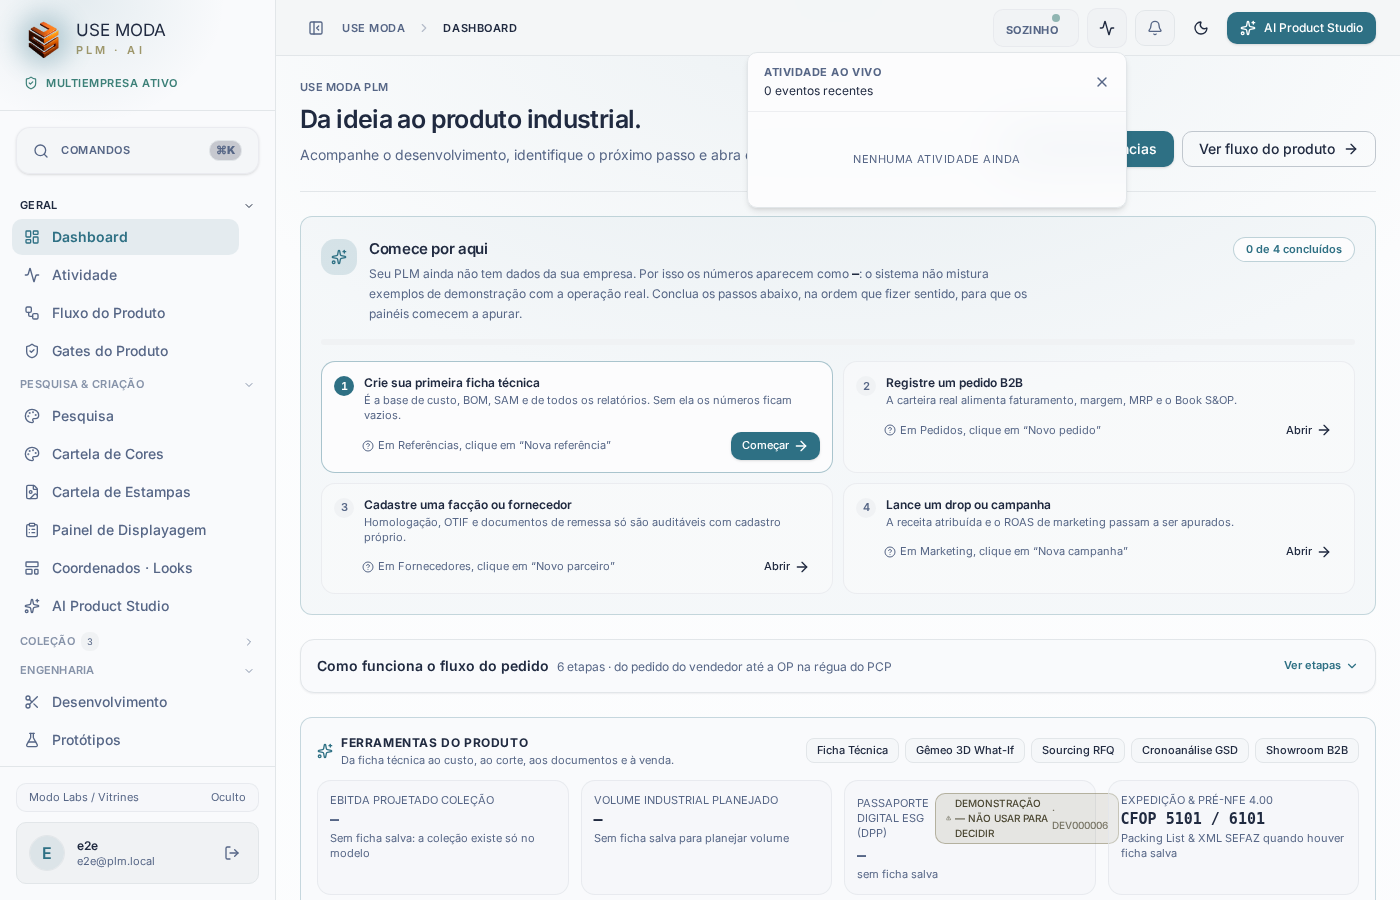 USE MODA
PLM · AI
MULTIEMPRESA ATIVO
COMANDOS
⌘K
GERAL
Dashboard
Atividade
Fluxo do Produto
Gates do Produto
PESQUISA & CRIAÇÃO
Pesquisa
Cartela de Cores
Cartela de Estampas
Painel de Displayagem
Coordenados · Looks
AI Product Studio
COLEÇÃO 3
ENGENHARIA
Desenvolvimento
Protótipos
Modo Labs / Vitrines
Oculto
E
e2e
e2e@plm.local
USE MODA
DASHBOARD
SOZINHO
AI Product Studio
ATIVIDADE AO VIVO
0 eventos recentes
NENHUMA ATIVIDADE AINDA
USE MODA PLM
Da ideia ao produto industrial.
Acompanhe o desenvolvimento, identifique o próximo passo e abra
Ver fluxo do produto
Comece por aqui
0 de 4 concluídos
Seu PLM ainda não tem dados da sua empresa. Por isso os números aparecem como —: o sistema não mistura
exemplos de demonstração com a operação real. Conclua os passos abaixo, na ordem que fizer sentido, para que os
painéis comecem a apurar.
1
Crie sua primeira ficha técnica
É a base de custo, BOM, SAM e de todos os relatórios. Sem ela os números ficam
vazios.
Em Referências, clique em “Nova referência”
Começar
2
Registre um pedido B2B
A carteira real alimenta faturamento, margem, MRP e o Book S&OP.
Em Pedidos, clique em “Novo pedido”
Abrir
3
Cadastre uma facção ou fornecedor
Homologação, OTIF e documentos de remessa só são auditáveis com cadastro
próprio.
Em Fornecedores, clique em “Novo parceiro”
Abrir
4
Lance um drop ou campanha
A receita atribuída e o ROAS de marketing passam a ser apurados.
Em Marketing, clique em “Nova campanha”
Abrir
Como funciona o fluxo do pedido
6 etapas · do pedido do vendedor até a OP na régua do PCP
Ver etapas
FERRAMENTAS DO PRODUTO
Da ficha técnica ao custo, ao corte, aos documentos e à venda.
Ficha Técnica
Gêmeo 3D What-If
Sourcing RFQ
Cronoanálise GSD
Showroom B2B
EBITDA PROJETADO COLEÇÃO
—
Sem ficha salva: a coleção existe só no
modelo
VOLUME INDUSTRIAL PLANEJADO
—
Sem ficha salva para planejar volume
PASSAPORTE
DIGITAL ESG
(DPP)
DEMONSTRAÇÃO
— NÃO USAR PARA
DECIDIR
· DEV000006
—
sem ficha salva
EXPEDIÇÃO & PRÉ-NFE 4.00
CFOP 5101 / 6101
Packing List & XML SEFAZ quando houver
ficha salva